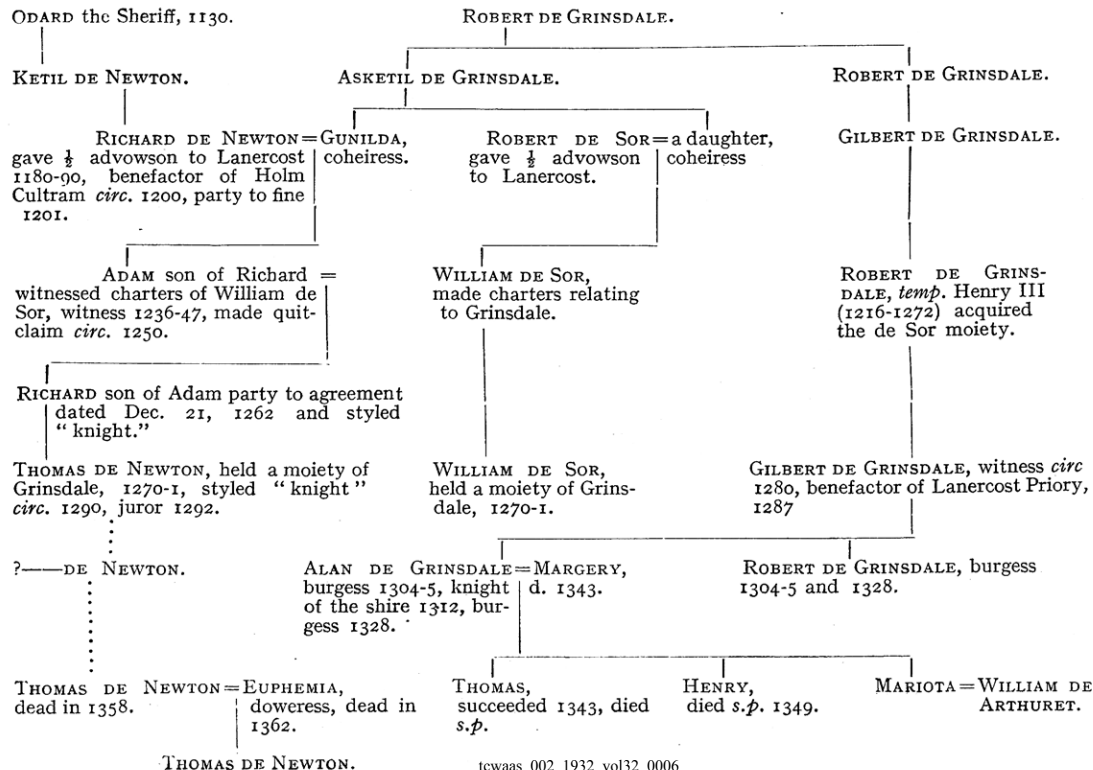 ODARD the Sheriff, 1130.
ROBERT DE GRINSDALE.
KETIL DE NEWTON.
ASKETIL DE GRINSDALE.
ROBERT DE GRINSDALE.
RICHARD DE NEWTON=GUNILDA,
gave ½ advowson to Lanercost coheiress.
1180-90, benefactor of Holm
Cultram circ. 1200, party to fine
1201.
ROBERT DE SOR=a daughter,
gave ½ advowson coheiress
to Lanercost.
GILBERT DE GRINSDALE.
ADAM son of Richard =
witnessed charters of William de
Sor, witness 1236-47, made quit-
claim circ. 1250.
WILLIAM DE SOR,
made charters relating
to Grinsdale.
ROBERT DE GRINS-
DALE, temp. Henry III
(1216-1272) acquired
the de Sor moiety.
RICHARD son of Adam party to agreement
dated Dec. 21, 1262 and styled
“knight.”
THOMAS DE NEWTON, held a moiety of
Grinsdale, 1270-1, styled “knight”
circ. 1290, juror 1292.
WILLIAM DE SOR,
held a moiety of Grins-
dale, 1270-1.
GILBERT DE GRINSDALE, witness circ
1280, benefactor of Lanercost Priory,
1287
?——DE NEWTON.
ALAN DE GRINSDALE=MARGERY,
burgess 1304-5, knight d. 1343.
of the shire 1312, bur-
gess 1328.
ROBERT DE GRINSDALE, burgess
1304-5 and 1328.
THOMAS DE NEWTON=EUPHEMIA,
dead in 1358. doweress, dead in
1362.
THOMAS,
succeeded 1343, died
s.p.
HENRY,
died s.p. 1349.
MARIOTA=WILLIAM DE
ARTHURET.
THOMAS DE NEWTON.
tcwaas_002_1932_vol32_0006